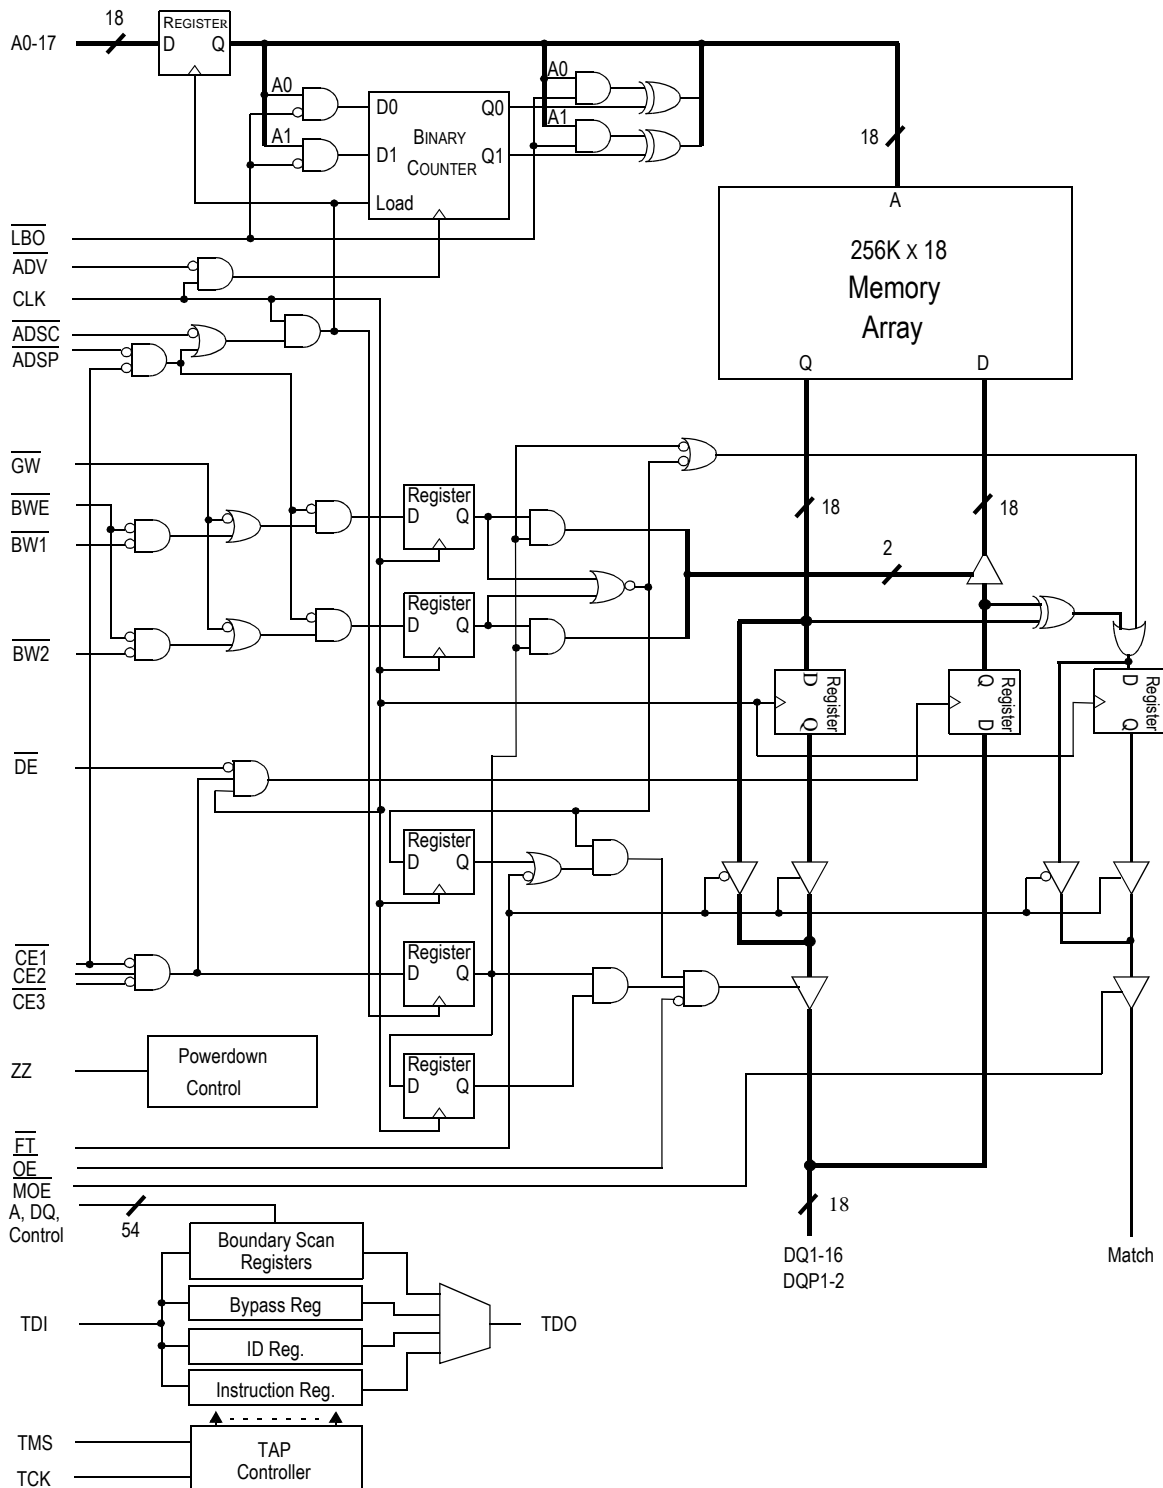 18
REGISTER
A0-17
D Q
A0
A0
D0
Q0
A1
A1
BINARY
D1
Q1
COUNTER
18
Load
A
LBO
256K x 18
ADV
Memory
CLK
Array
ADSC
ADSP
Q
D
GW
Register
BWE
D Q
18
18
BW1
2
Register
D Q
BW2
D Register Q
Q Register D
D Register Q
DE
Register
D Q
CE1
Register
CE2
D Q
CE3
Powerdown
Register
ZZ
D Q
Control
FT
OE
MOE
A, DQ,
18
54
Control
Boundary Scan
DQ1-16
Match
Registers
DQP1-2
Bypass Reg
TDI
TDO
ID Reg.
Instruction Reg.
TMS
TAP
Controller
TCK